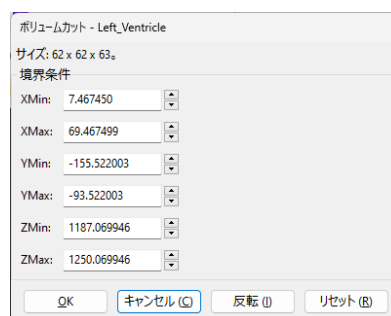 ボリュームカット - Left_Ventricle
サイズ: 62 x 62 x 63。
境界条件
XMin: 7.467450
XMax: 69.467499
YMin: -155.522003
YMax: -93.522003
ZMin: 1187.069946
ZMax: 1250.069946
OK キャンセル (C) 反転 (I) リセット (R)